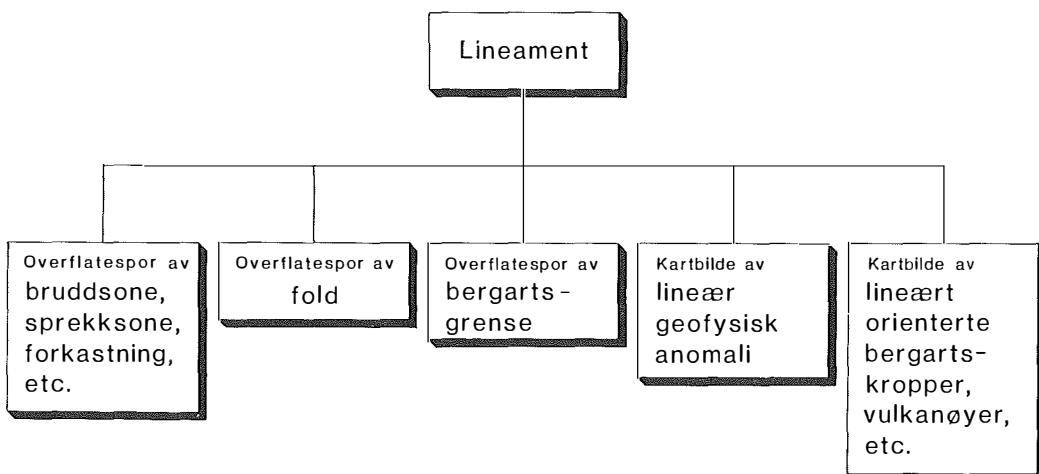 Lineament
Overflatespor av
bruddsone,
sprekksone,
forkastning,
etc.
Overflatespor av
fold
Overflatespor av
bergarts-
grense
Kartbilde av
lineær
geofysisk
anomali
Kartbilde av
lineært
orienterte
bergarts-
kropper,
vulkanøyer,
etc.